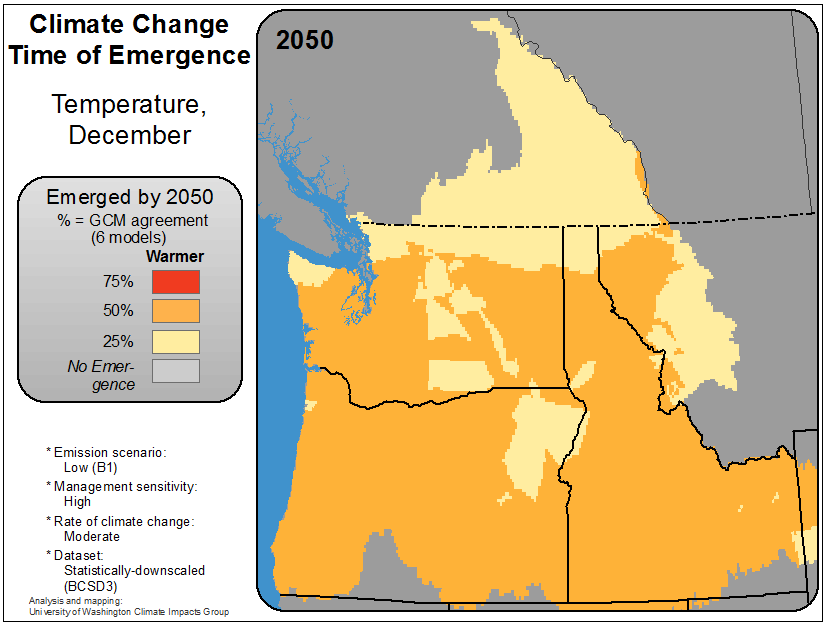 Climate Change
Time of Emergence
Temperature,
December
Emerged by 2050
% = GCM agreement
(6 models)
Warmer
75%
50%
25%
No Emer-
gence
* Emission scenario:
Low (B1)
* Management sensitivity:
High
* Rate of climate change:
Moderate
* Dataset:
Statistically-downscaled
(BCSD3)
Analysis and mapping:
University of Washington Climate Impacts Group
2050